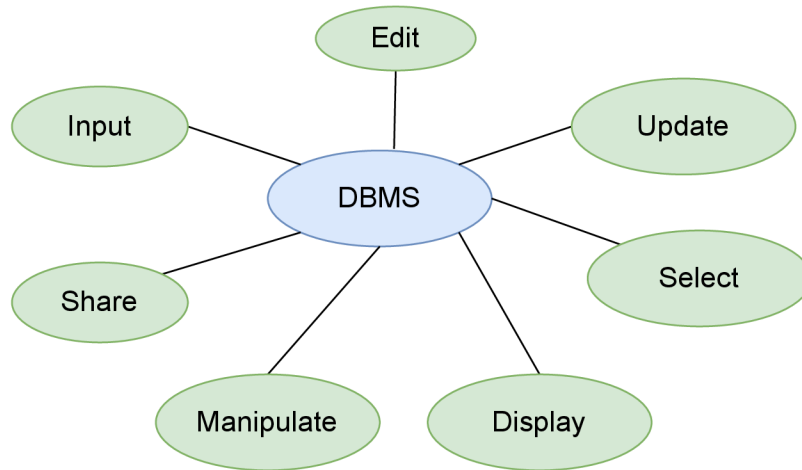 Edit
Input
Update
DBMS
Share
Select
Manipulate
Display